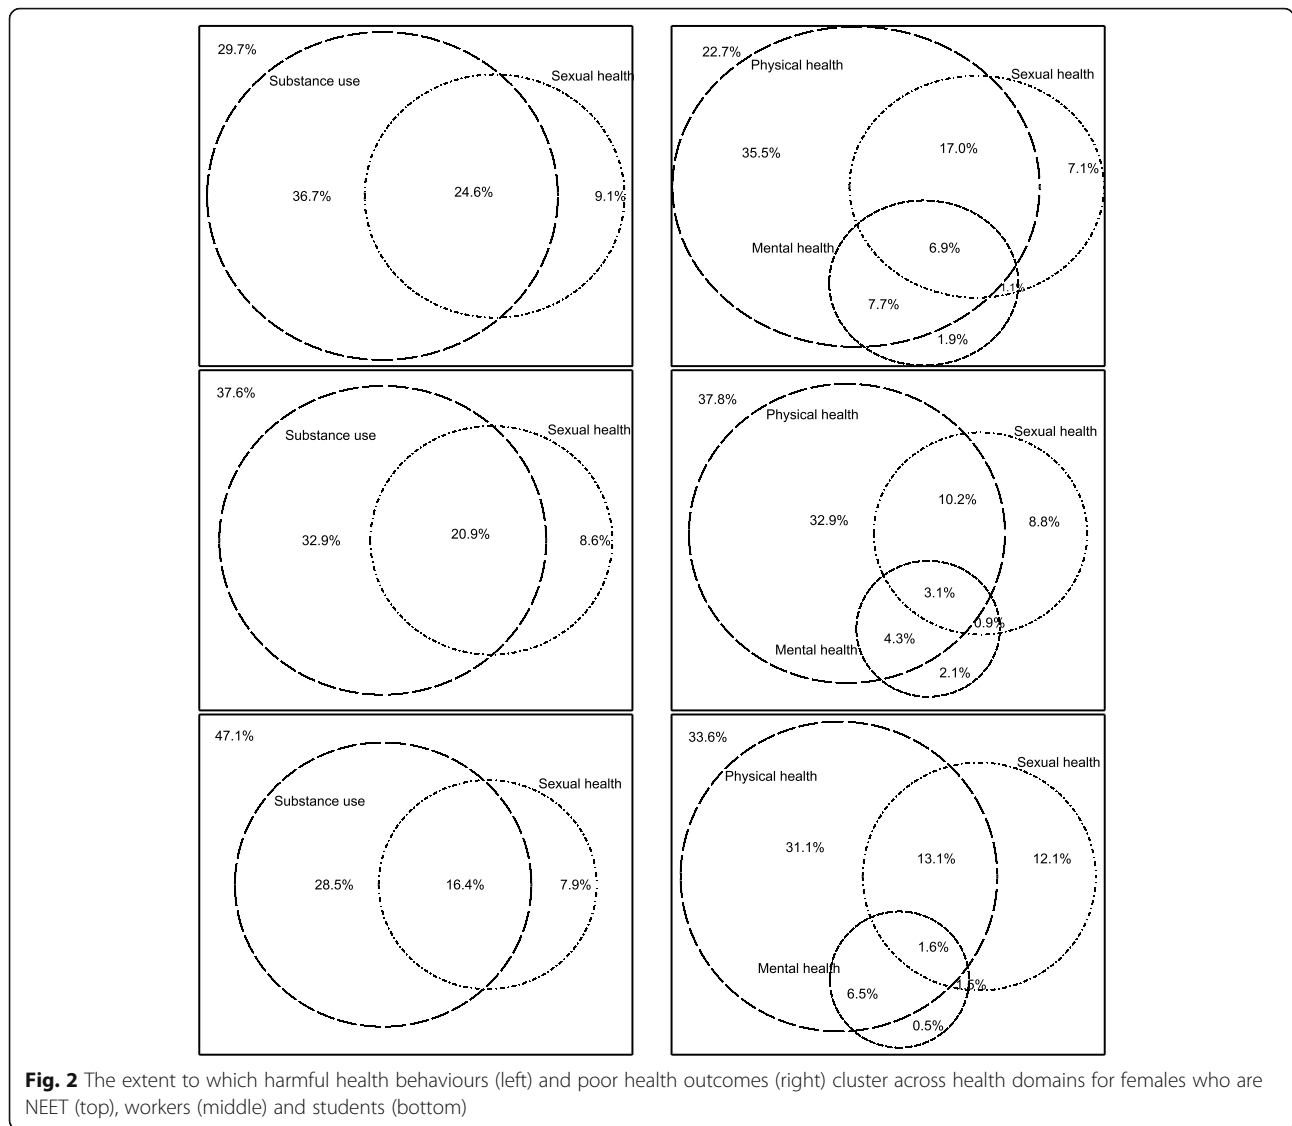 29.7%
Substance use
Sexual health
36.7%
24.6%
9.1%
22.7%
Physical health
Sexual health
35.5%
17.0%
7.1%
Mental health
6.9%
1.1%
7.7%
1.9%
37.6%
Substance use
Sexual health
32.9%
20.9%
8.6%
37.8%
Physical health
Sexual health
32.9%
10.2%
8.8%
3.1%
0.9%
4.3%
Mental health
2.1%
47.1%
Substance use
Sexual health
28.5%
16.4%
7.9%
33.6%
Physical health
Sexual health
31.1%
13.1%
12.1%
1.6%
Mental health
1.5%
6.5%
0.5%
Fig. 2 The extent to which harmful health behaviours (left) and poor health outcomes (right) cluster across health domains for females who are
NEET (top), workers (middle) and students (bottom)